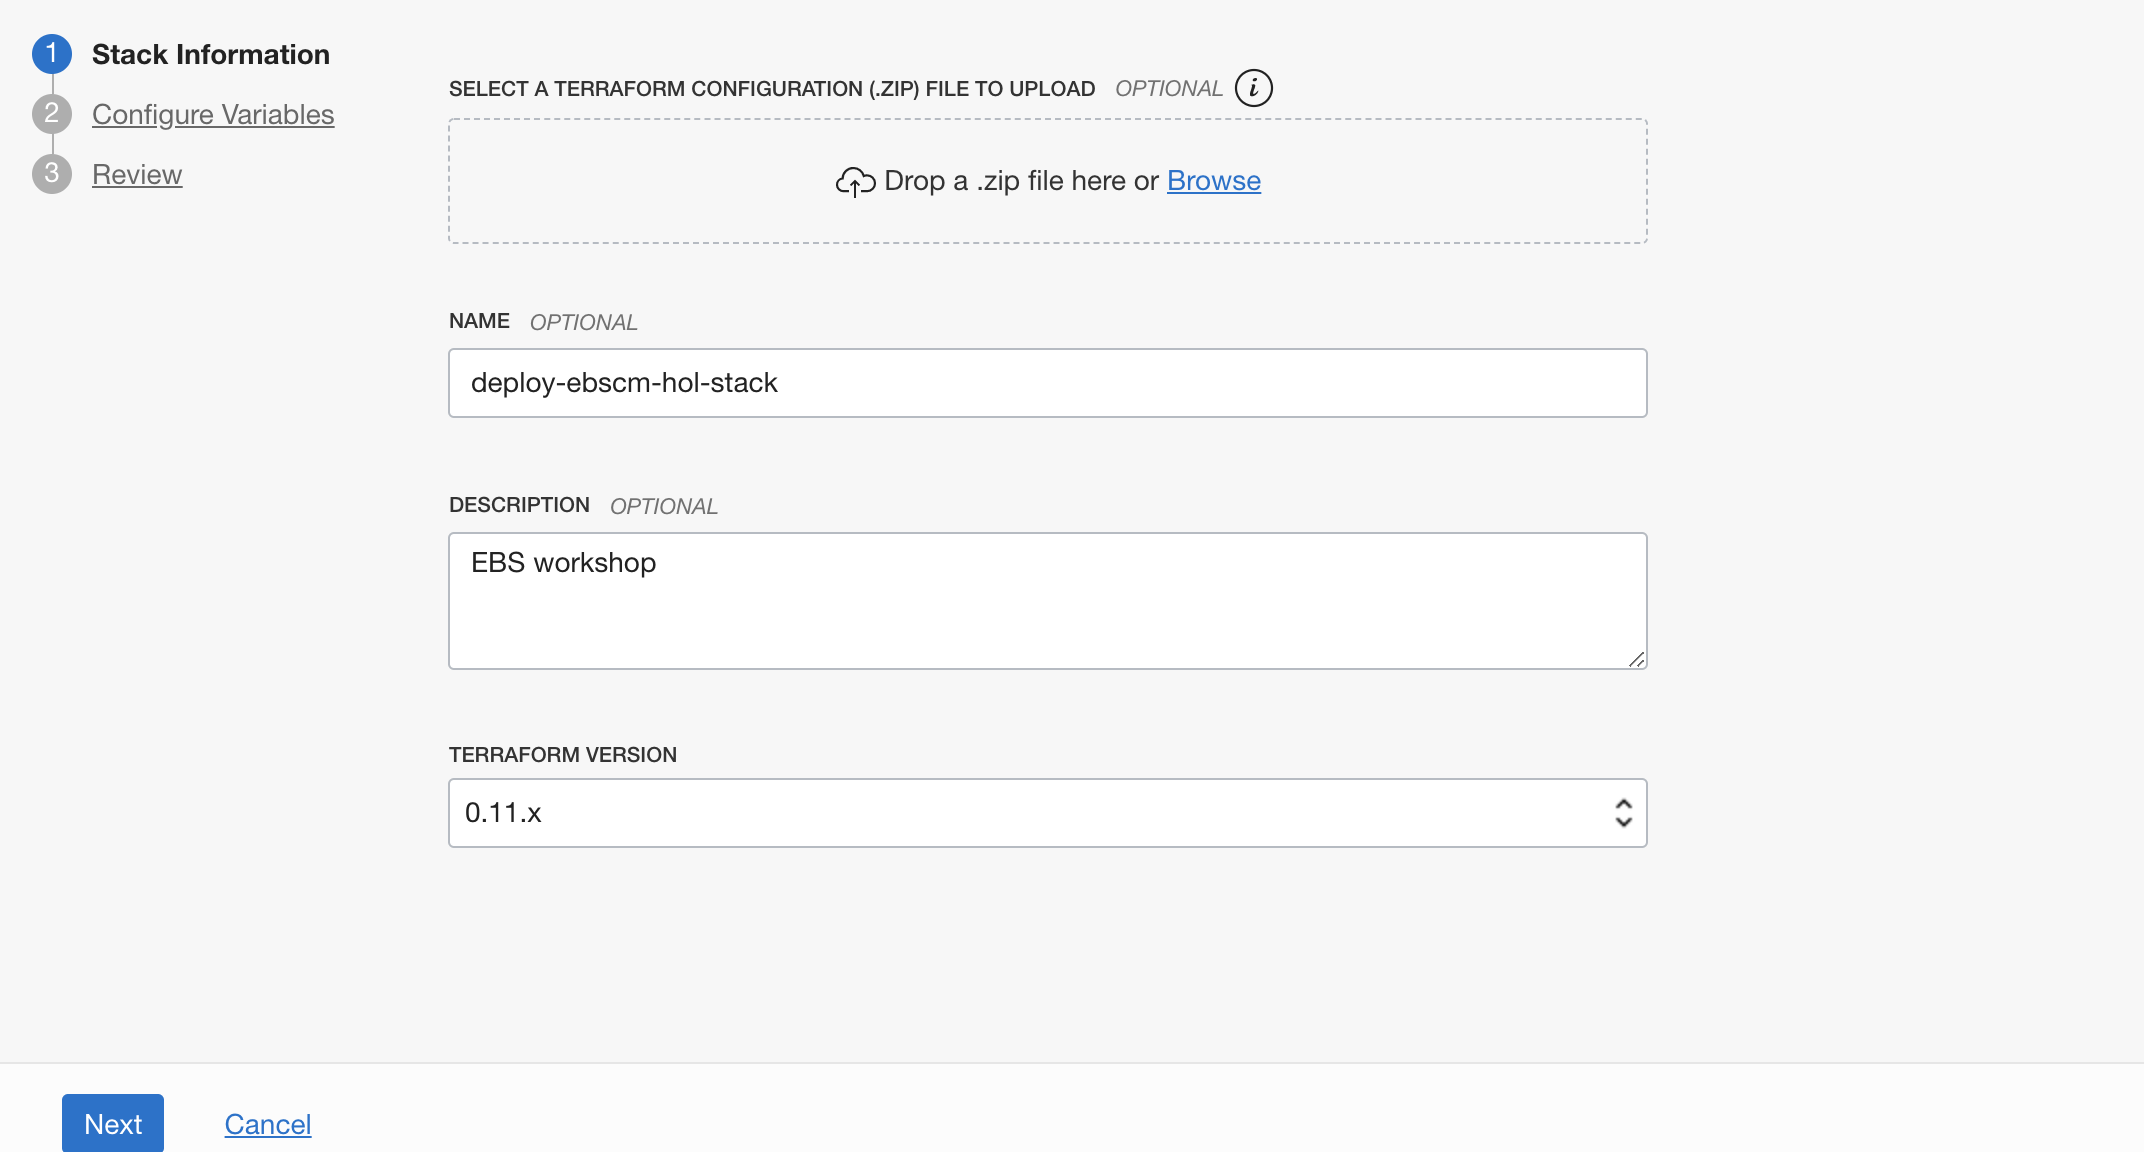 1 Stack Information
2 Configure Variables
3 Review
SELECT A TERRAFORM CONFIGURATION (.ZIP) FILE TO UPLOAD OPTIONAL i
Drop a .zip file here or Browse
NAME OPTIONAL
deploy-ebscm-hol-stack
DESCRIPTION OPTIONAL
EBS workshop
TERRAFORM VERSION
0.11.x
Next Cancel